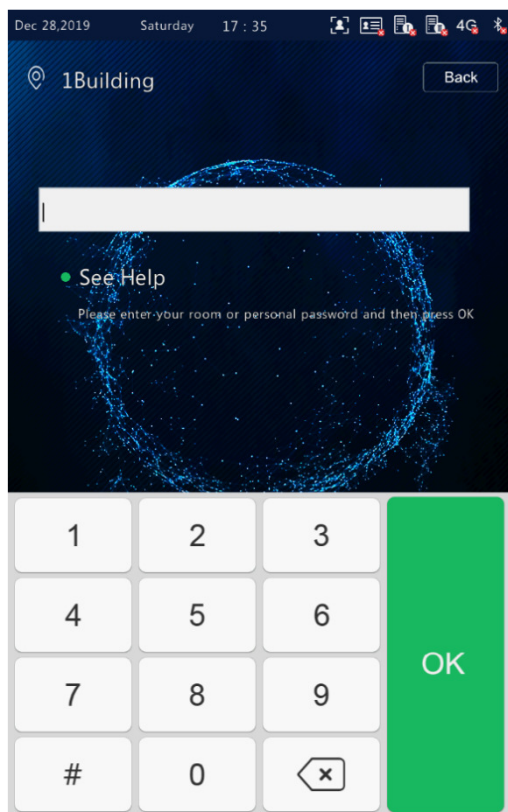 Dec 28,2019 Saturday 17 : 35 4G
1Building Back
See Help
Please enter your room or personal password and then press OK
1 2 3
4 5 6
OK
7 8 9
# 0